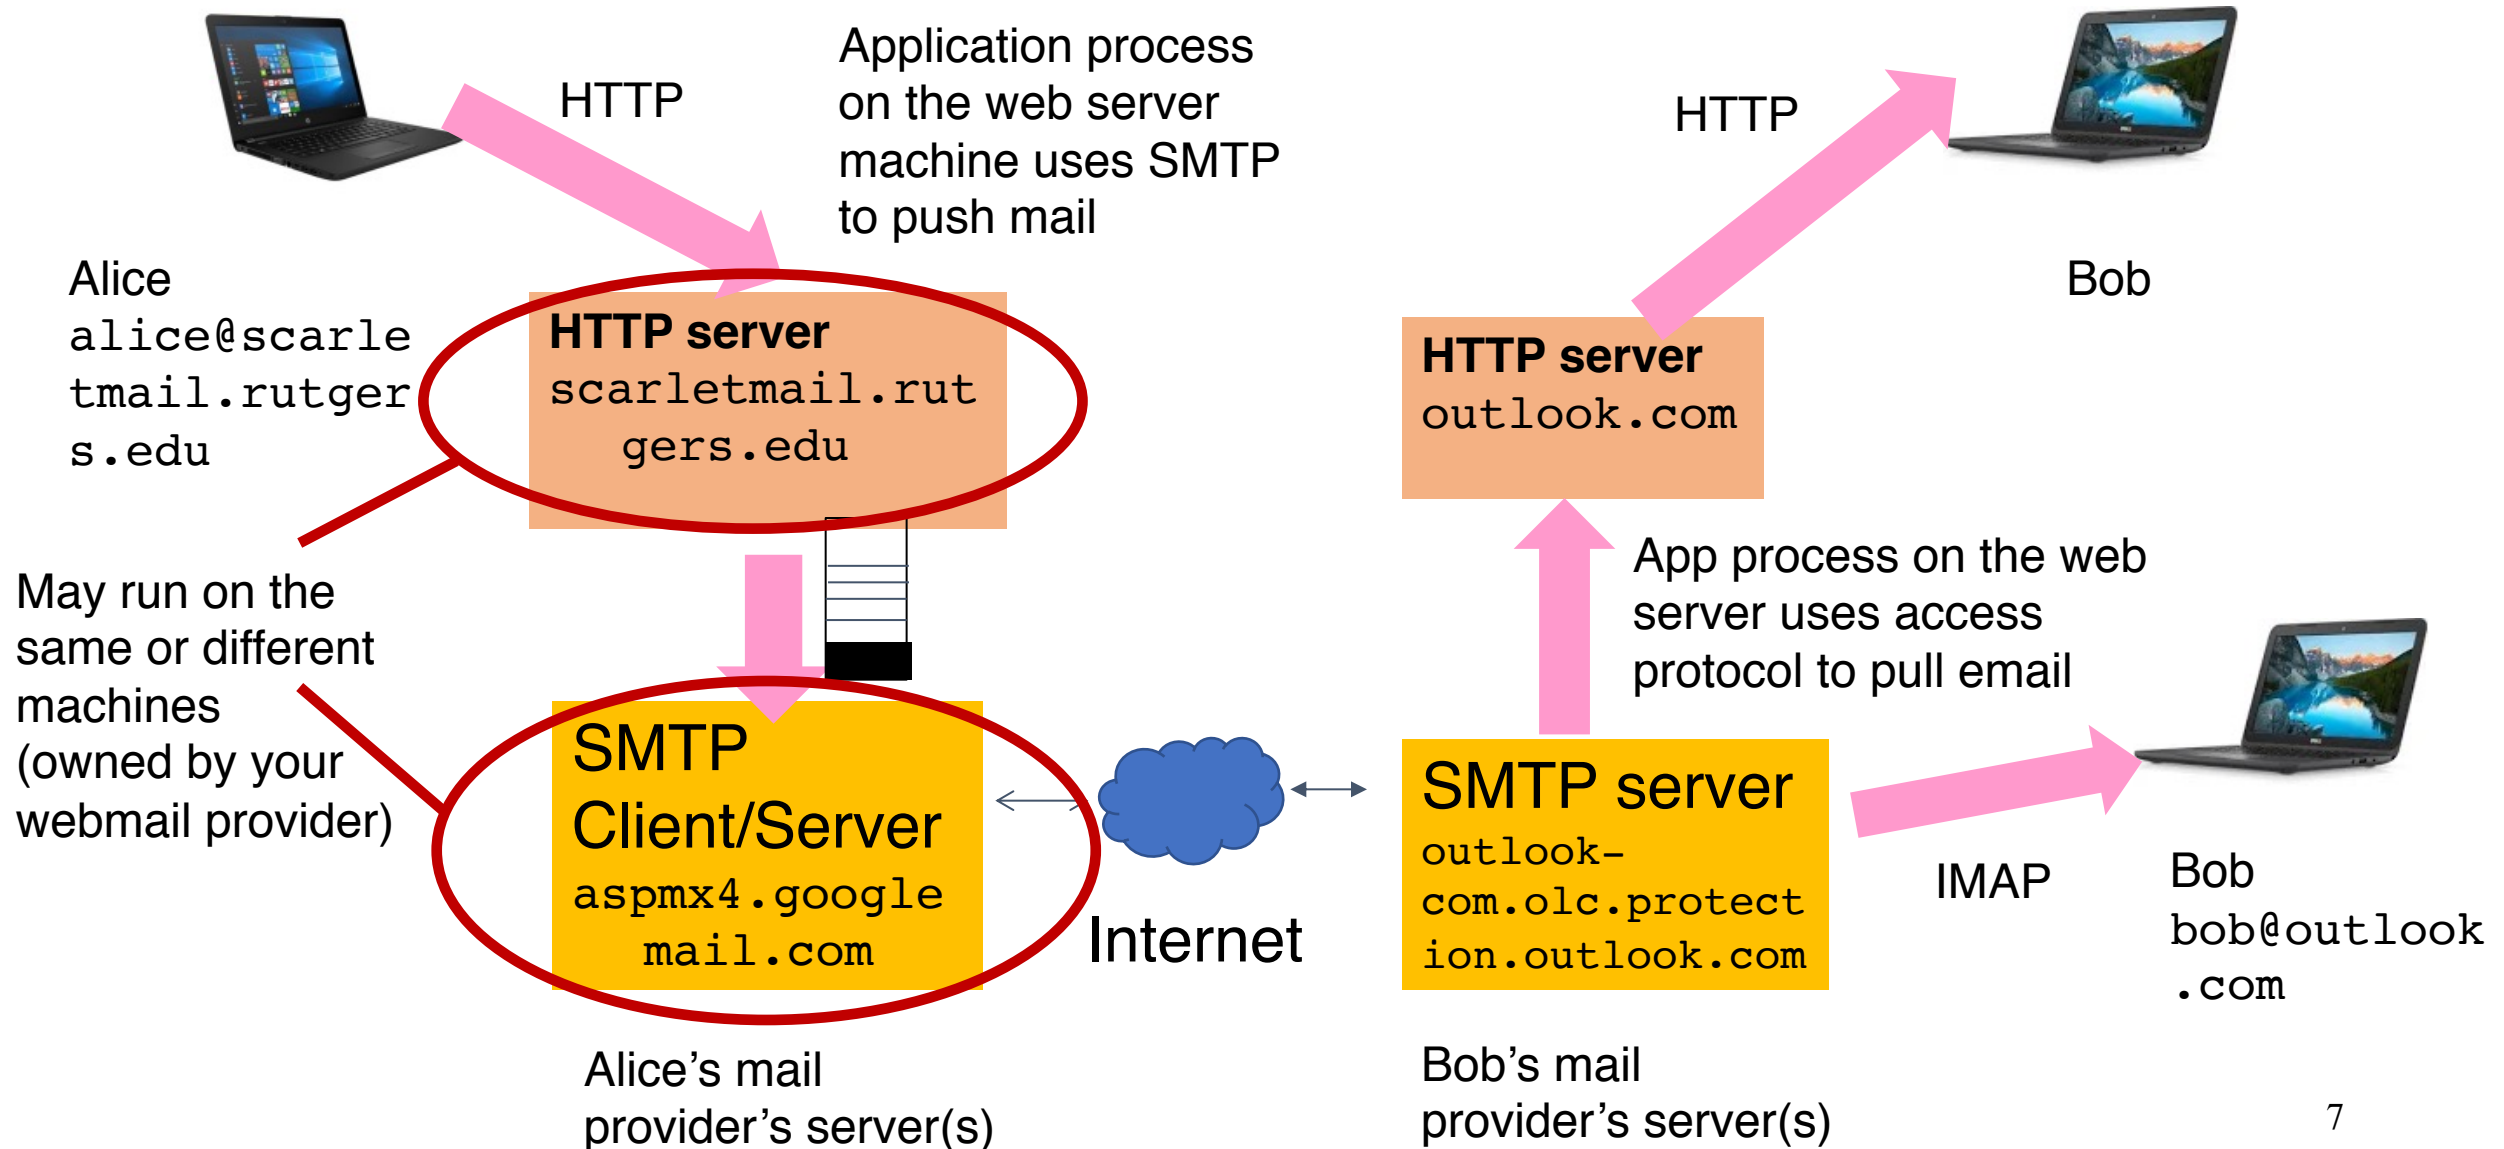 HTTP
Application process
on the web server
machine uses SMTP
to push mail
HTTP
Alice
alice@scarle
tmail.rutger
s.edu
Bob
HTTP server
scarletmail.rut
gers.edu
HTTP server
outlook.com
May run on the
same or different
machines
(owned by your
webmail provider)
App process on the web
server uses access
protocol to pull email
SMTP
Client/Server
aspmx4.google
mail.com
Internet
SMTP server
outlook-
com.olc.protect
ion.outlook.com
IMAP
Bob
bob@outlook
.com
Alice’s mail
provider’s server(s)
Bob’s mail
provider’s server(s)
7